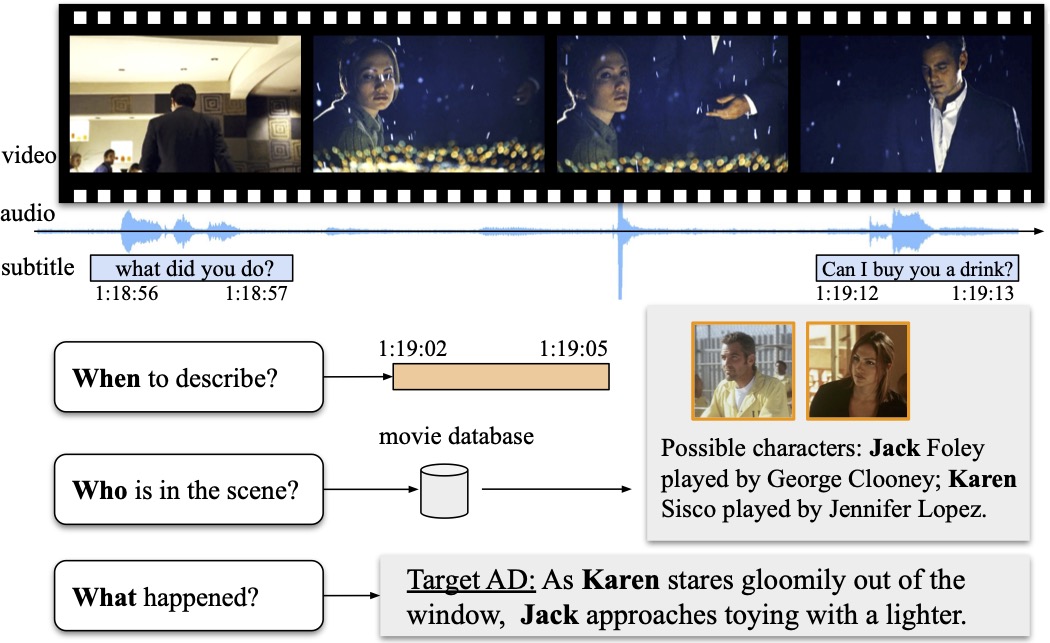 video
audio
subtitle
what did you do?
Can I buy you a drink?
1:18:56
1:18:57
1:19:12
1:19:13
When to describe?
1:19:02
1:19:05
movie database
Who is in the scene?
Possible characters: Jack Foley
played by George Clooney; Karen
Sisco played by Jennifer Lopez.
What happened?
Target AD: As Karen stares gloomily out of the
window, Jack approaches toying with a lighter.